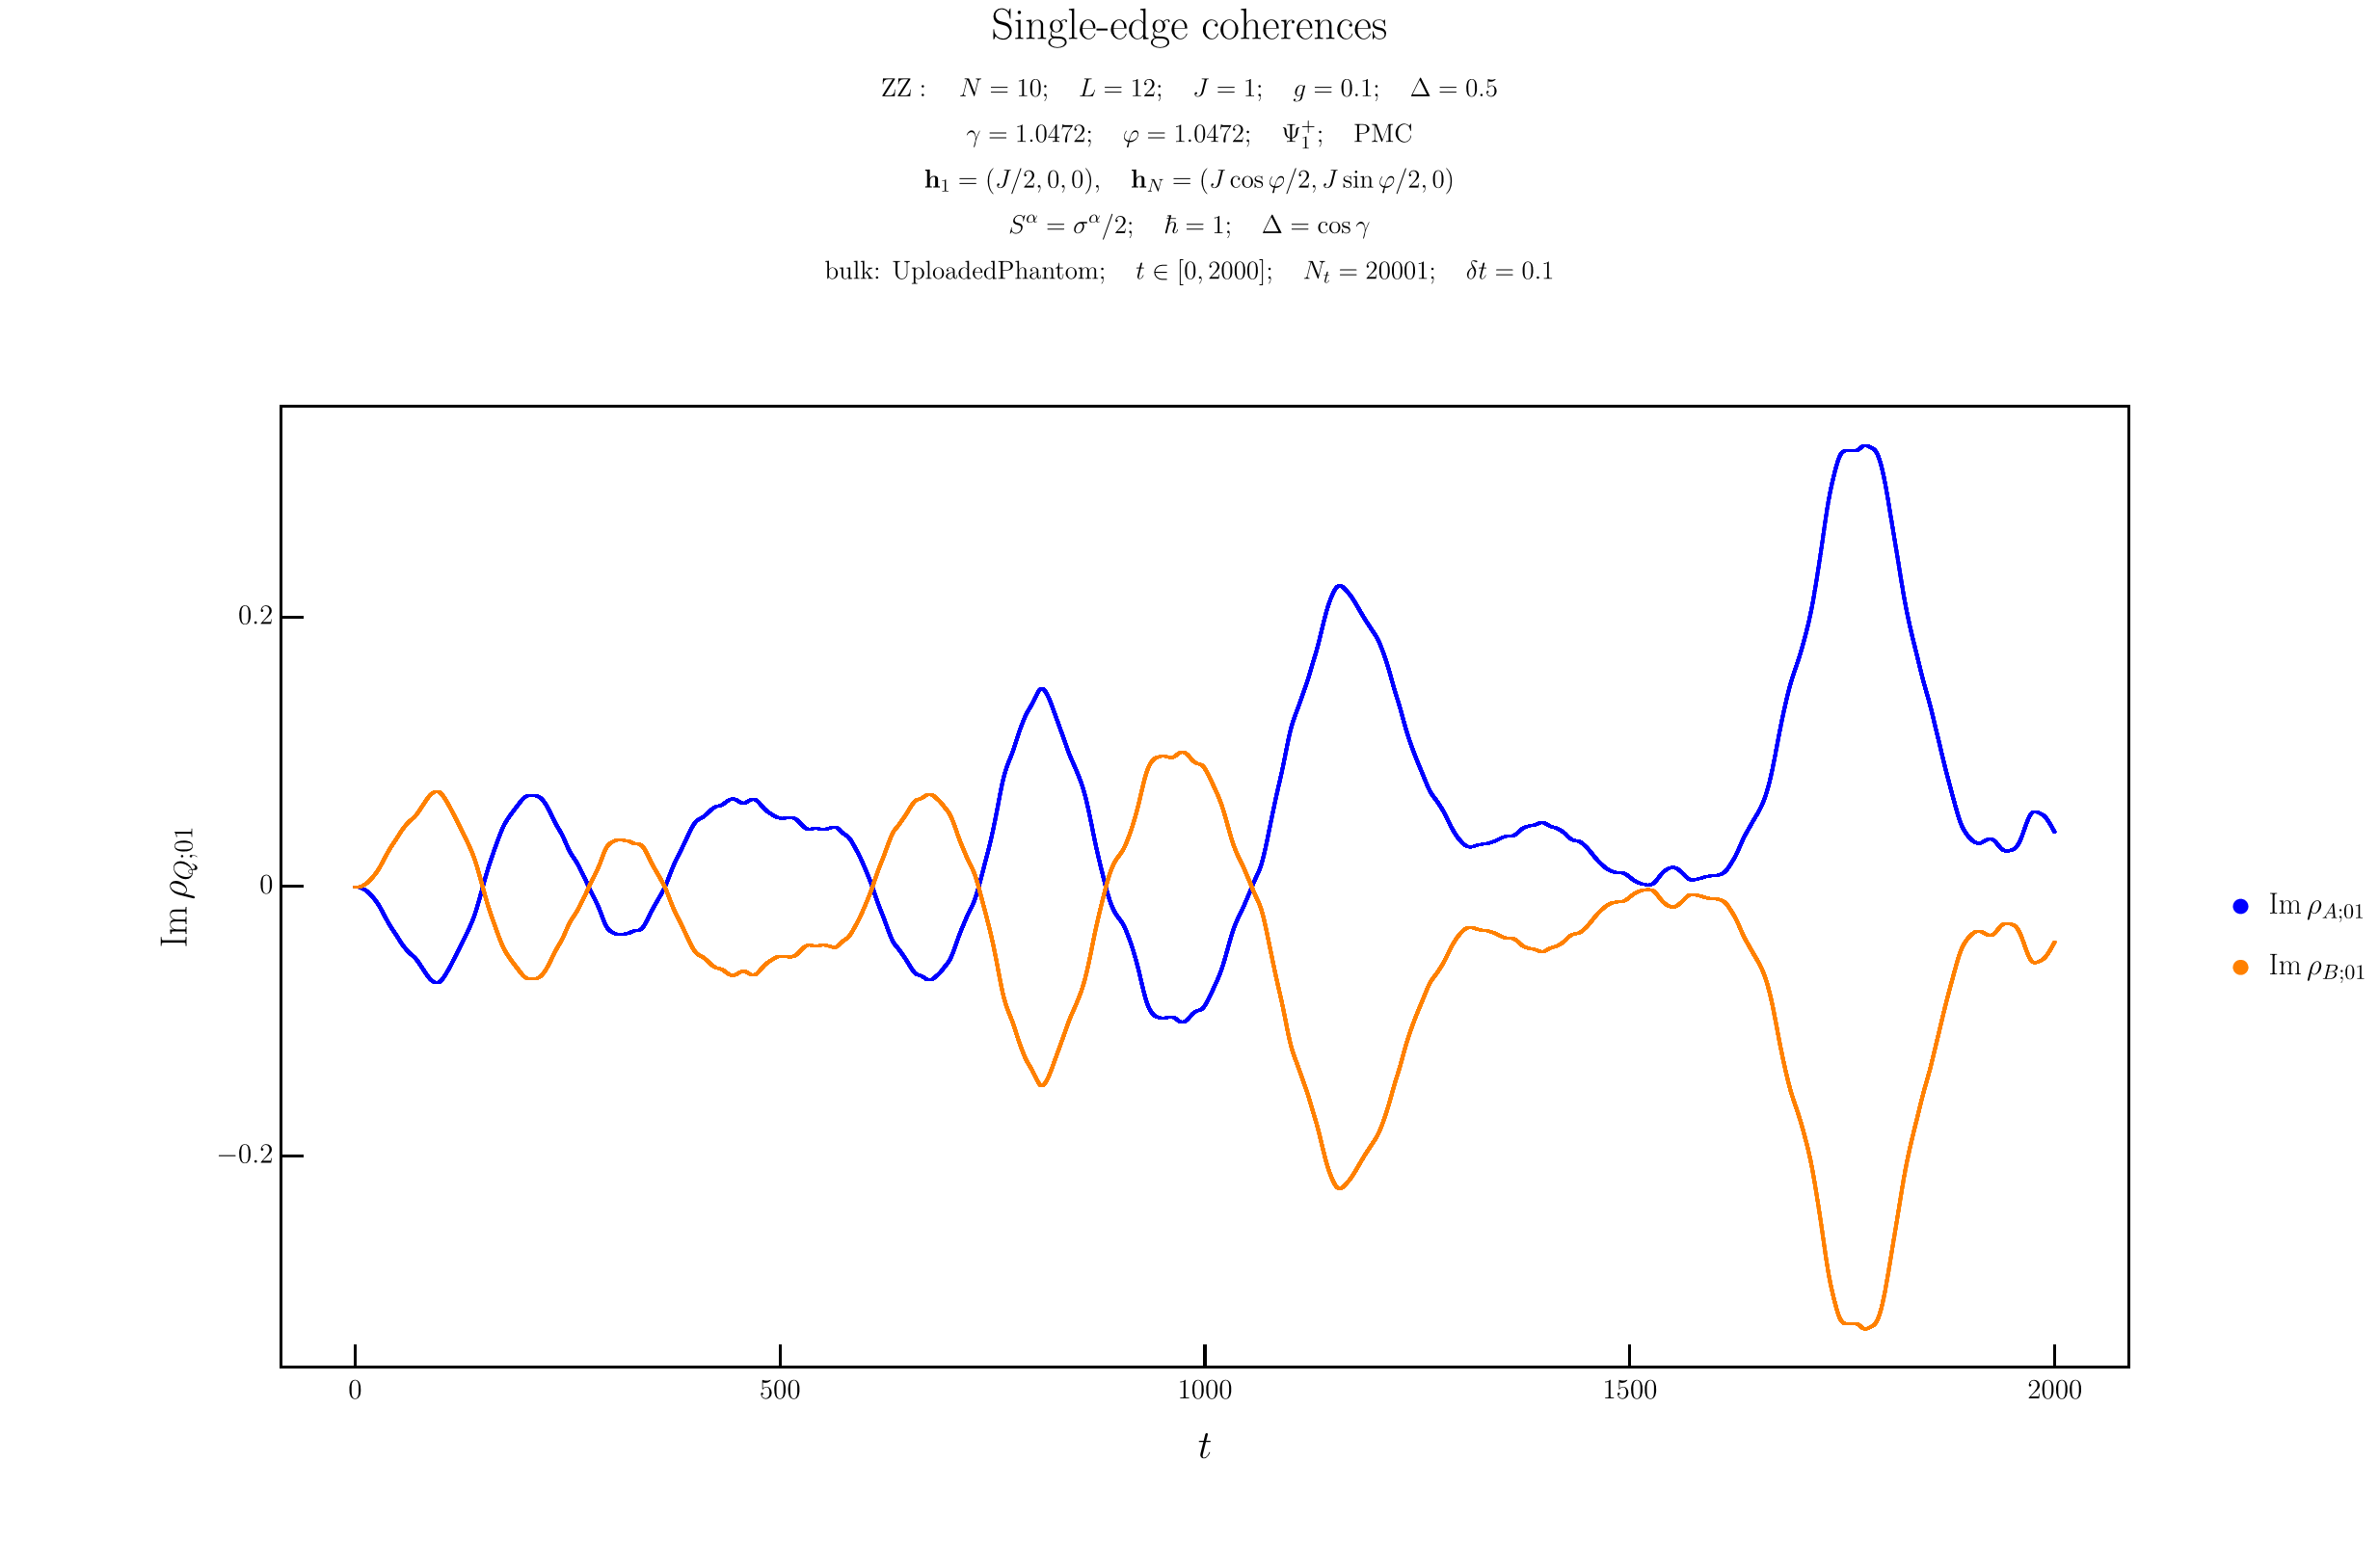 Single-edge coherences
ZZ : N = 10; L = 12; J = 1; g = 0.1; Δ = 0.5
γ = 1.0472; φ = 1.0472; Ψ₁⁺; PMC
𝐡₁ = (J/2, 0, 0), 𝐡_N = (J cos φ/2, J sin φ/2, 0)
S^α = σ^α/2; ℏ = 1; Δ = cos γ
bulk: UploadedPhantom; t ∈ [0, 2000]; N_t = 20001; δt = 0.1
0.2
0
−0.2
Im ρ_{Q;01}
0 500 1000 1500 2000
t
Im ρ_{A;01}
Im ρ_{B;01}